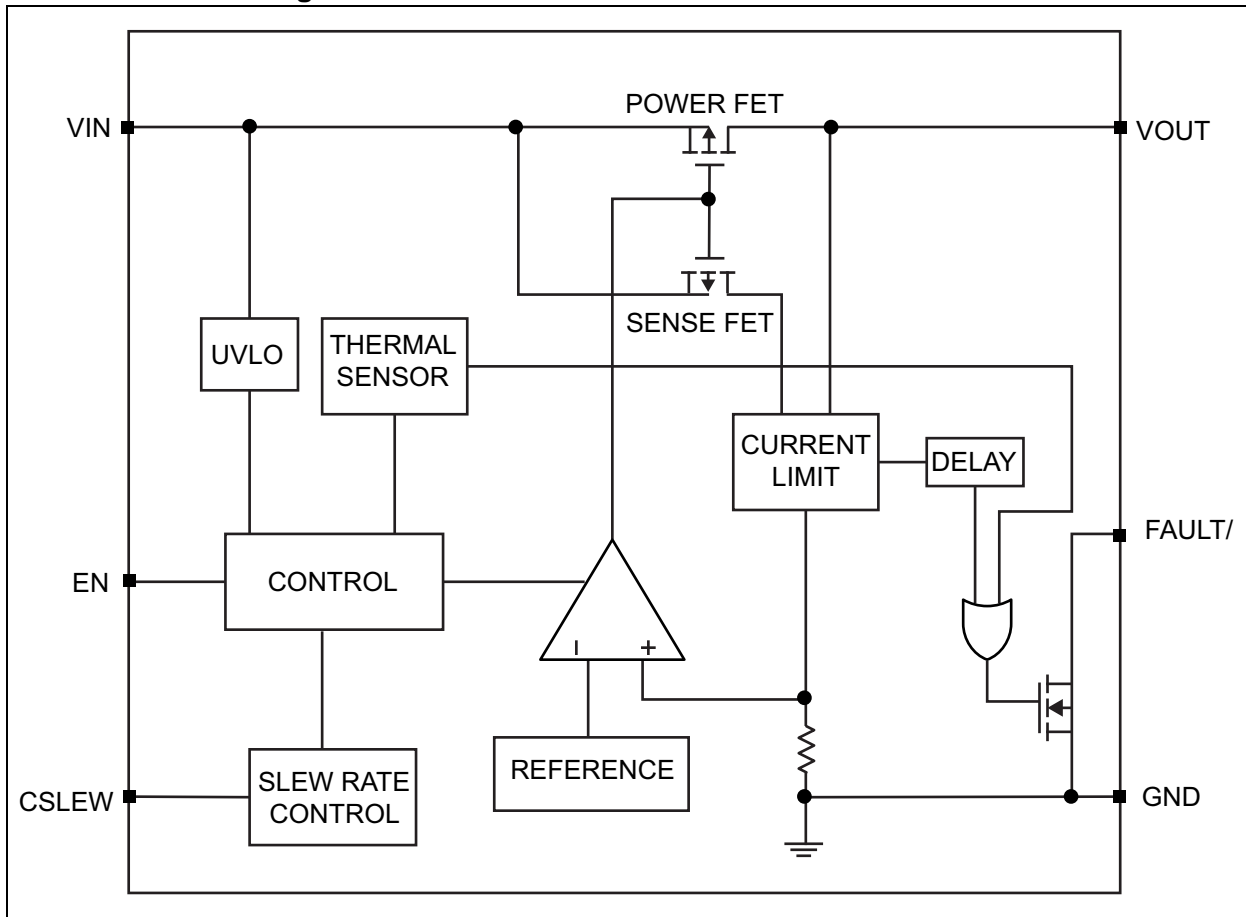 POWER FET
VIN
VOUT
SENSE FET
UVLO
THERMAL
SENSOR
CURRENT
LIMIT
DELAY
FAULT/
EN
CONTROL
– +
REFERENCE
CSLEW
SLEW RATE
CONTROL
GND